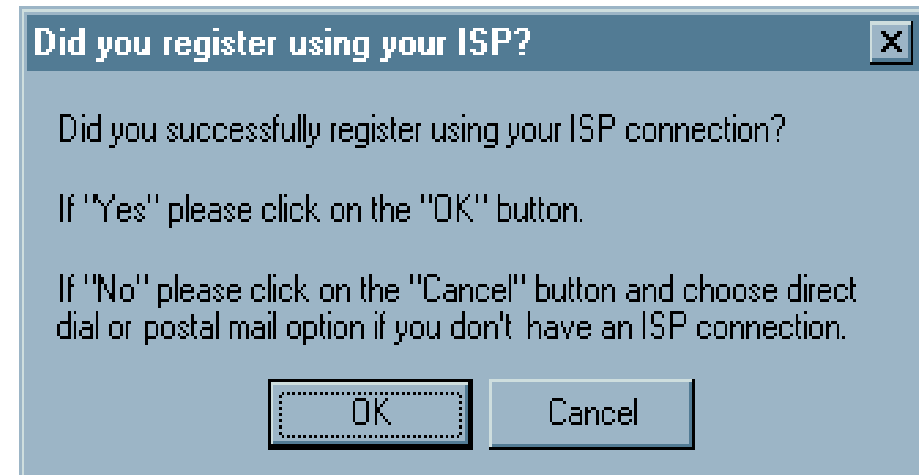 Did you register using your ISP?
Did you successfully register using your ISP connection?
If "Yes" please click on the "OK" button.
If "No" please click on the "Cancel" button and choose direct
dial or postal mail option if you don't have an ISP connection.
OK
Cancel